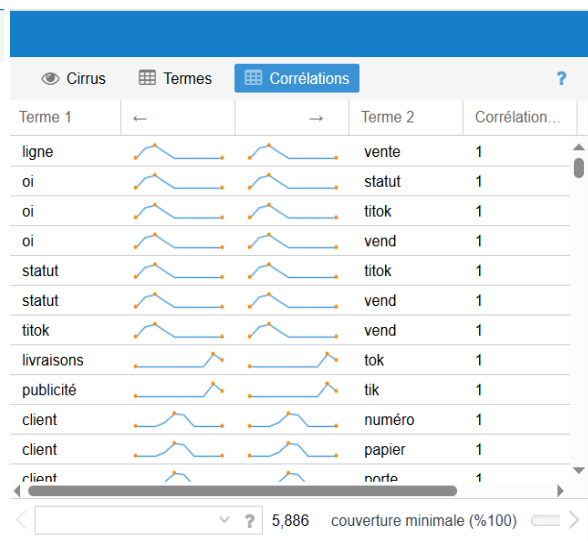 Cirrus Termes Corrélations ?
Terme 1 ← → Terme 2 Corrélation...
ligne vente 1
oi statut 1
oi titok 1
oi vend 1
statut titok 1
statut vend 1
titok vend 1
livraisons tok 1
publicité tik 1
client numéro 1
client papier 1
client porte 1
? 5,886 couverture minimale (%100)